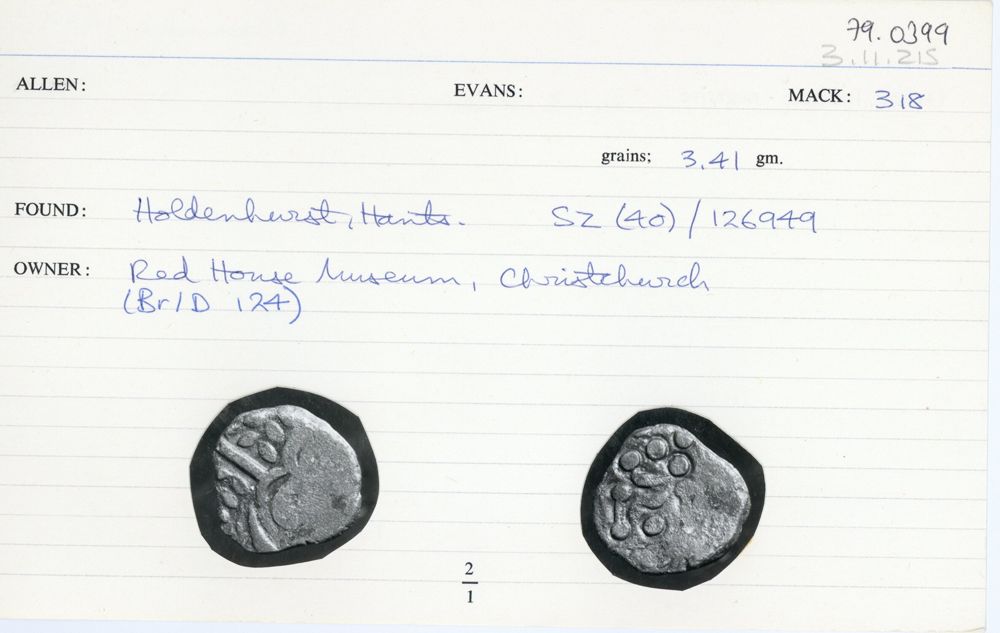 79.0399
3.11.215
ALLEN: EVANS: MACK: 318
grains; 3.41 gm.
FOUND: Holdenhurst, Hants. SZ (40) / 126949
OWNER: Red House Museum, Christchurch
(Br/D 124)
2
1